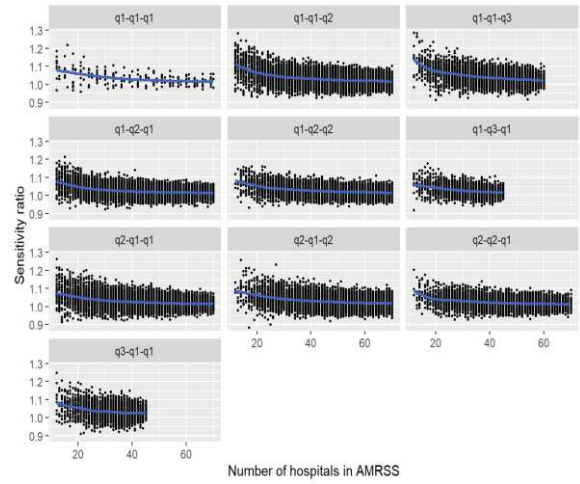 q1-q1-q1 q1-q1-q2 q1-q1-q3
1.3
1.2
1.1
1.0
0.9
q1-q2-q1 q1-q2-q2 q1-q3-q1
1.3
1.2
1.1
1.0
0.9
Sensitivity ratio
q2-q1-q1 q2-q1-q2 q2-q2-q1
1.3
1.2
1.1
1.0
0.9
20 40 60 20 40 60
q3-q1-q1
1.3
1.2
1.1
1.0
0.9
20 40 60
Number of hospitals in AMRSS